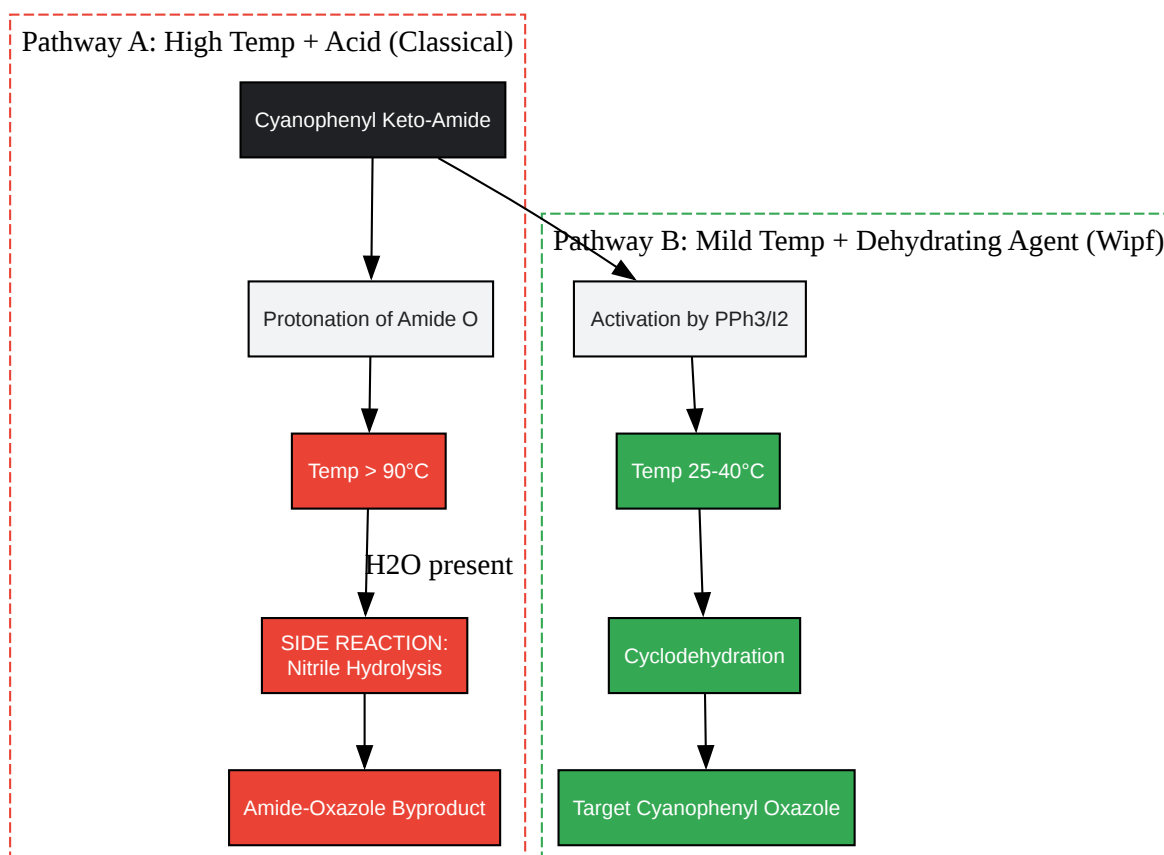 Pathway A: High Temp + Acid (Classical)
Cyanophenyl Keto-Amide
Pathway B: Mild Temp + Dehydrating Agent (Wipf)
Protonation of Amide O
Activation by PPh3/I2
Temp > 90°C
Temp 25-40°C
H2O present
SIDE REACTION:
Nitrile Hydrolysis
Cyclodehydration
Amide-Oxazole Byproduct
Target Cyanophenyl Oxazole